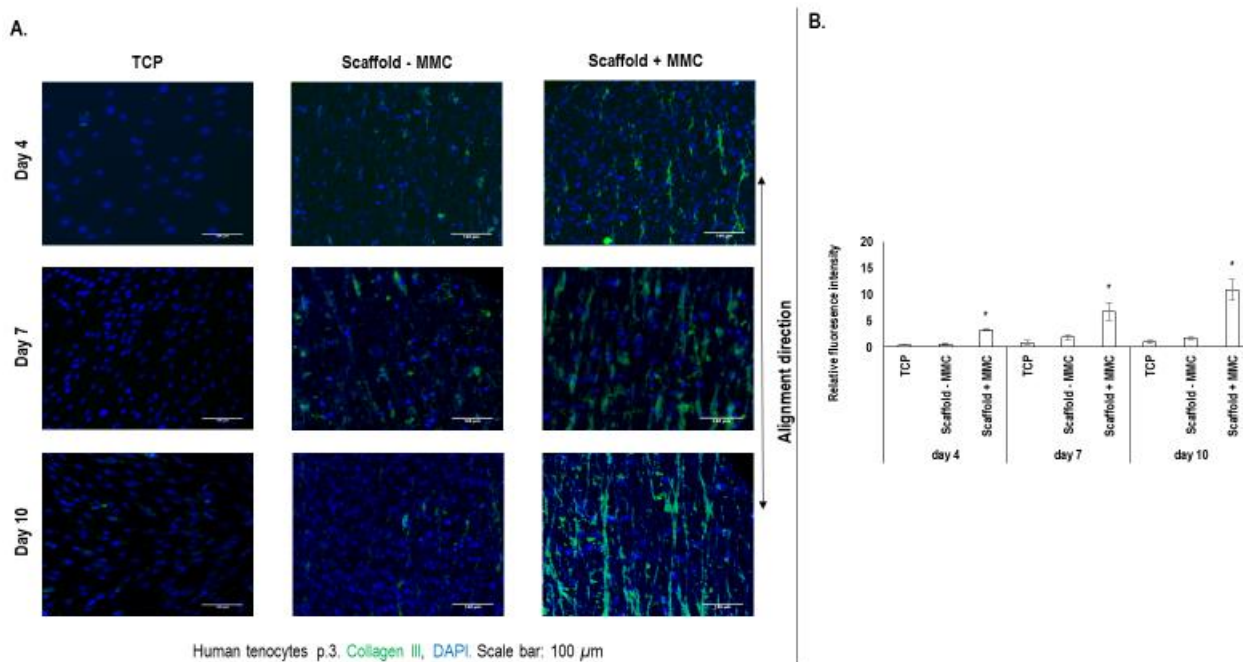 A.
TCP
Scaffold - MMC
Scaffold + MMC
Day 4
Day 7
Day 10
Alignment direction
Human tenocytes p.3. Collagen III, DAPI. Scale bar: 100 µm
B.
Relative fluoresence intensity
20
15
10
5
0
*
*
*
TCP
Scaffold - MMC
Scaffold + MMC
TCP
Scaffold - MMC
Scaffold + MMC
TCP
Scaffold - MMC
Scaffold + MMC
day 4
day 7
day 10